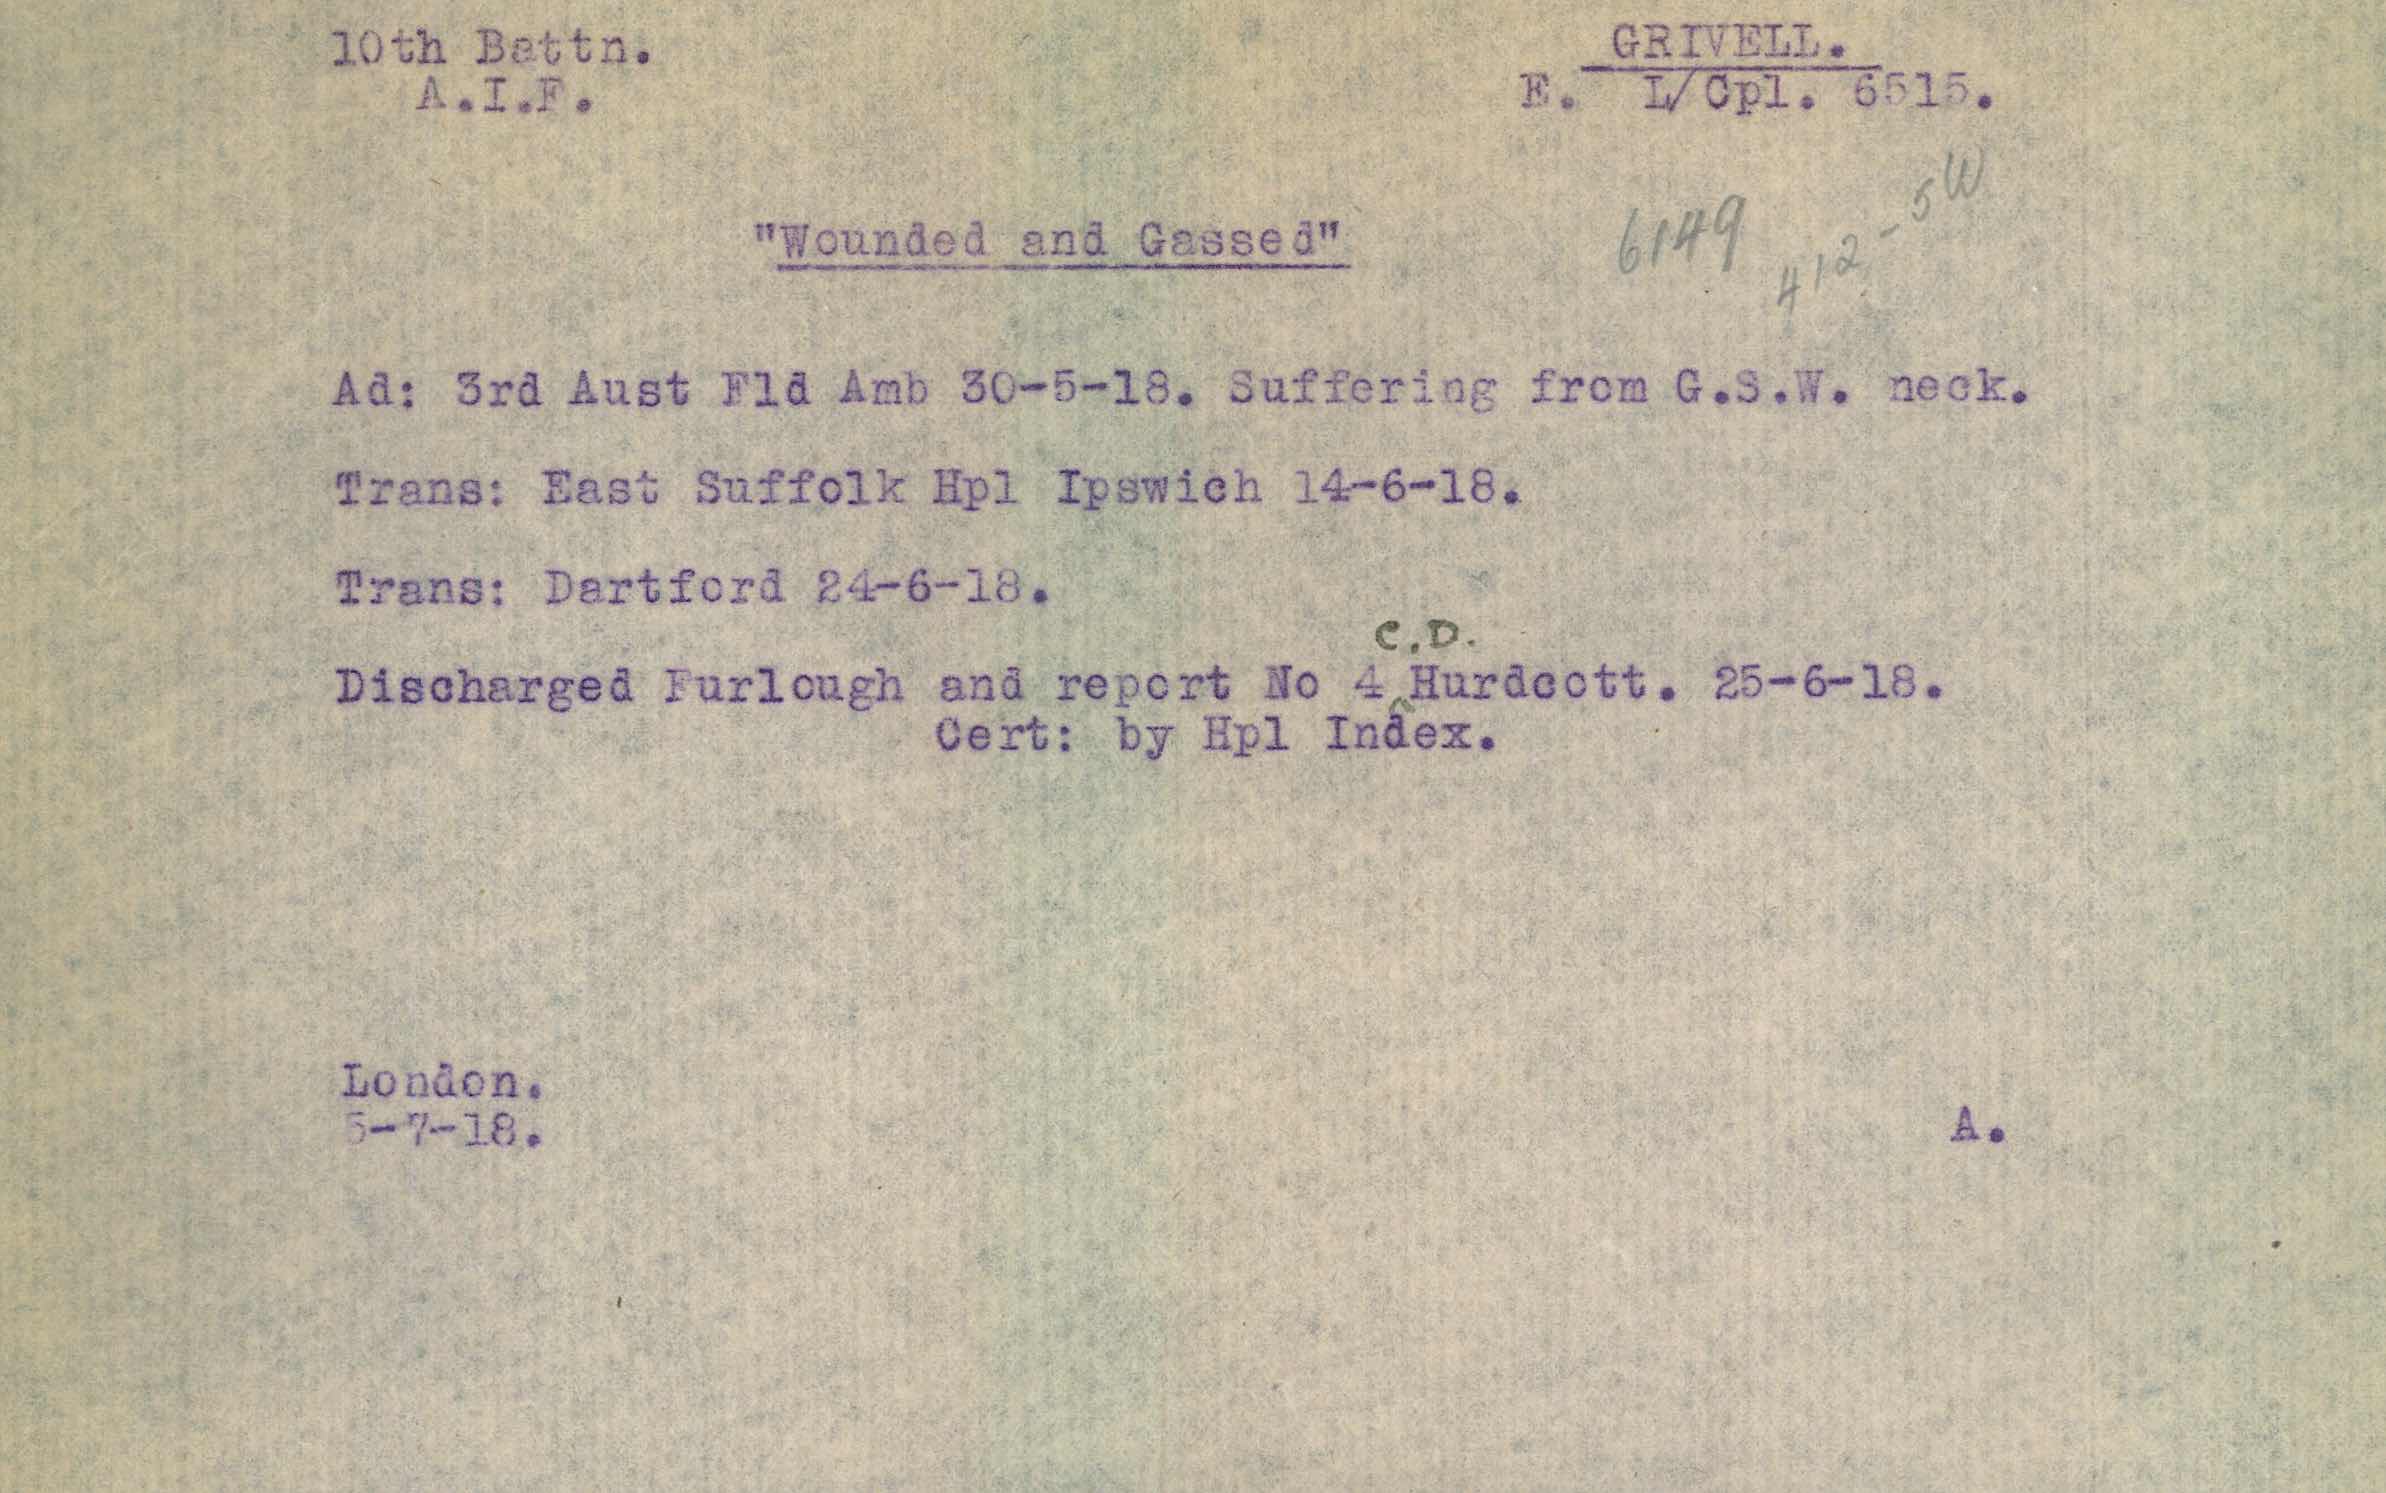 10th Battn.
A.I.F.
GRIVELL.
E. L/Cpl. 6515.
6149
412-5W
"Wounded and Gassed"
Ad: 3rd Aust Fld Amb 30-5-18. Suffering from G.S.W. neck.
Trans: East Suffolk Hpl Ipswich 14-6-18.
Trans: Dartford 24-6-18.
C.D.
Discharged Furlough and report No 4 ^ Hurdcott. 25-6-18.
Cert: by Hpl Index.
London.
5-7-18.
A.